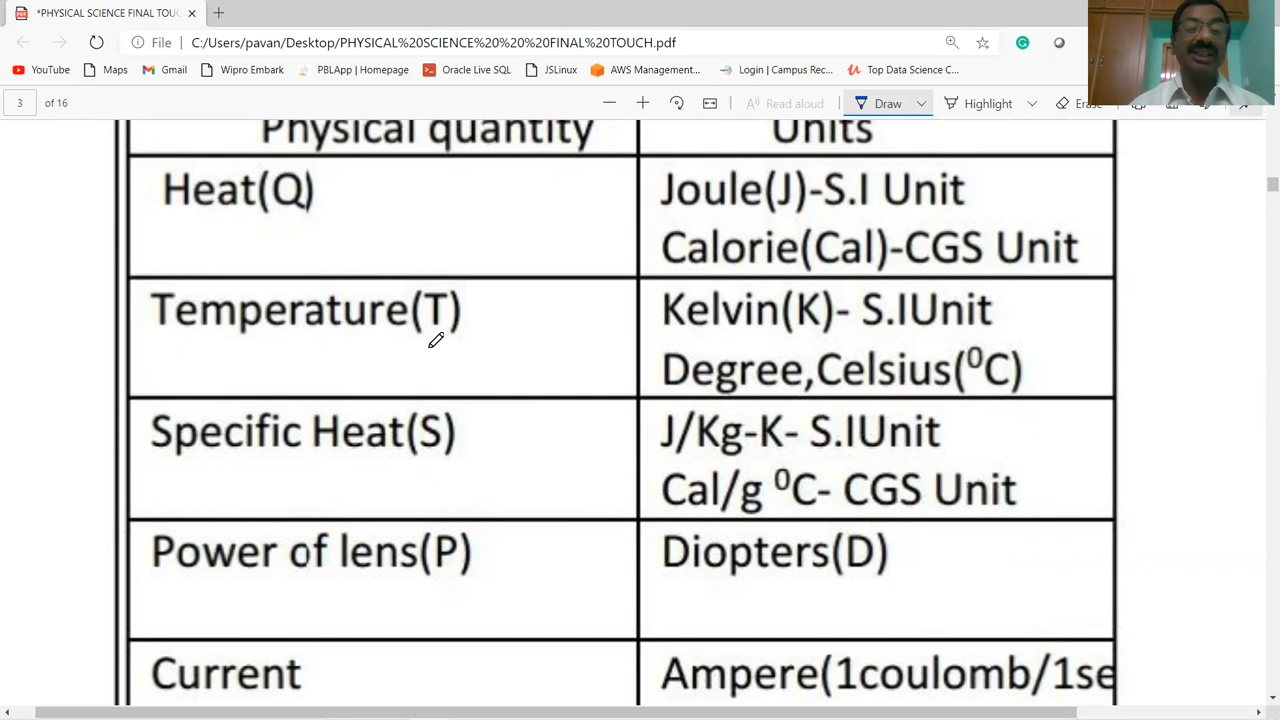 *PHYSICAL SCIENCE FINAL TOUC
File C:/Users/pavan/Desktop/PHYSICAL%20SCIENCE%20%20%20FINAL%20TOUCH.pdf
YouTube Maps Gmail Wipro Embark PBLApp | Homepage Oracle Live SQL JSLinux AWS Management... Login | Campus Rec... Top Data Science C...
3 of 16 Read aloud Draw Highlight Erase
Physical quantity Units
Heat(Q) Joule(J)-S.I Unit
Calorie(Cal)-CGS Unit
Temperature(T) Kelvin(K)- S.IUnit
Degree,Celsius(⁰C)
Specific Heat(S) J/Kg-K- S.IUnit
Cal/g ⁰C- CGS Unit
Power of lens(P) Diopters(D)
Current Ampere(1coulomb/1se